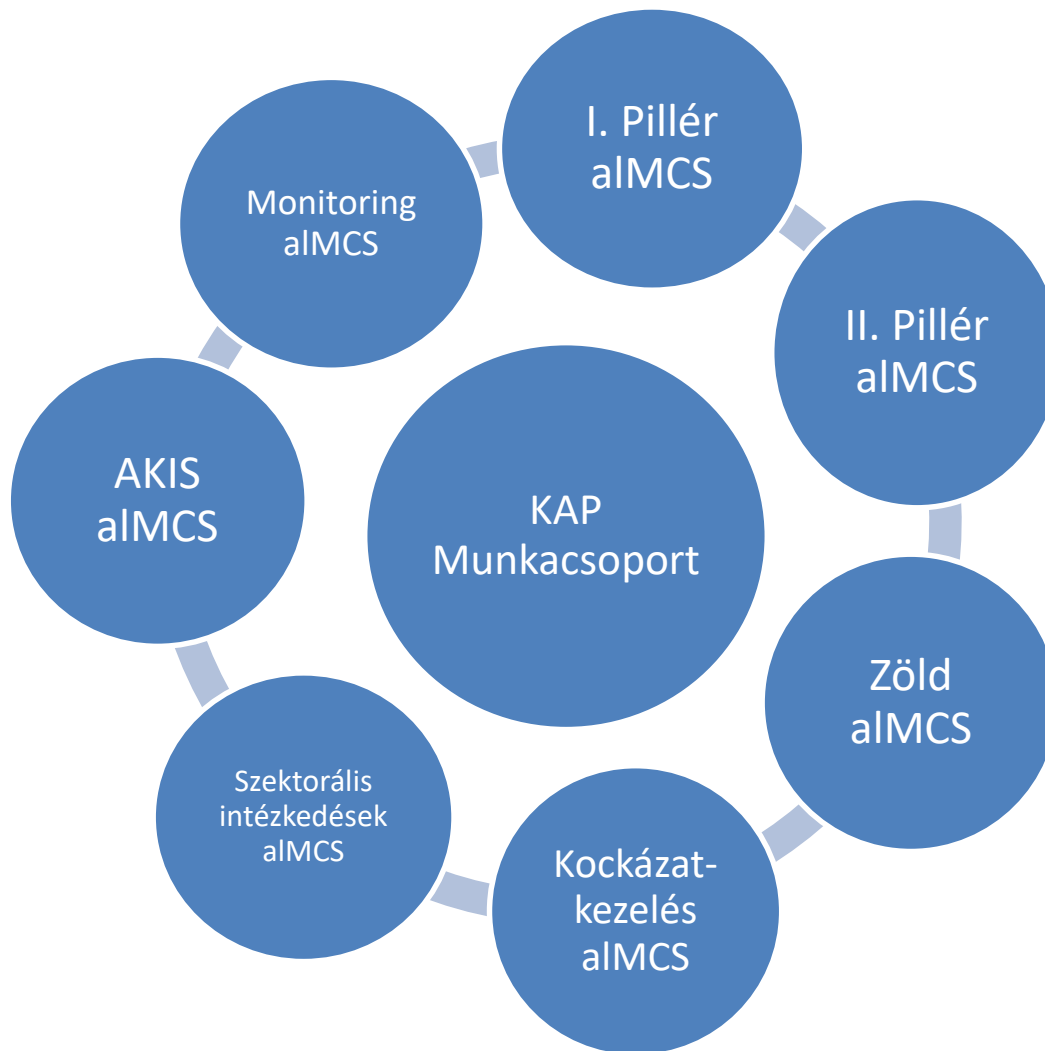 I. Pillér
alMCS
II. Pillér
alMCS
Zöld
alMCS
Kockázat-
kezelés
alMCS
Szektorális
intézkedések
alMCS
AKIS
alMCS
Monitoring
alMCS
KAP
Munkacsoport